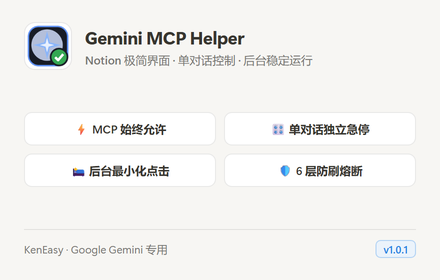 Gemini MCP Helper
Notion 极简界面 · 单对话控制 · 后台稳定运行
MCP 始终允许
单对话独立急停
后台最小化点击
6 层防刷熔断
KenEasy · Google Gemini 专用
v1.0.1